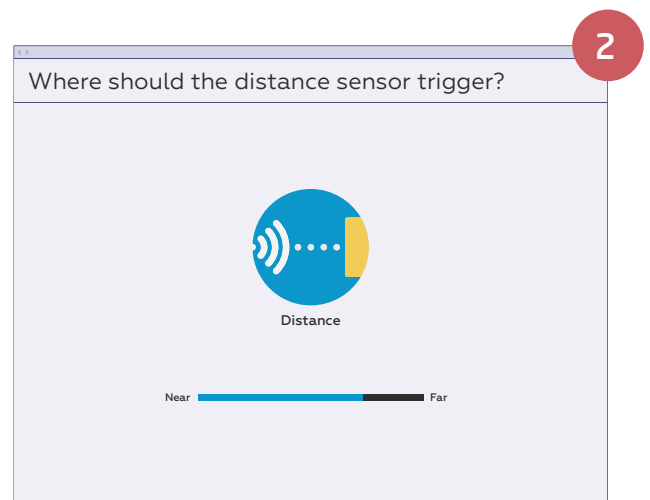 2
Where should the distance sensor trigger?
Distance
Near
Far